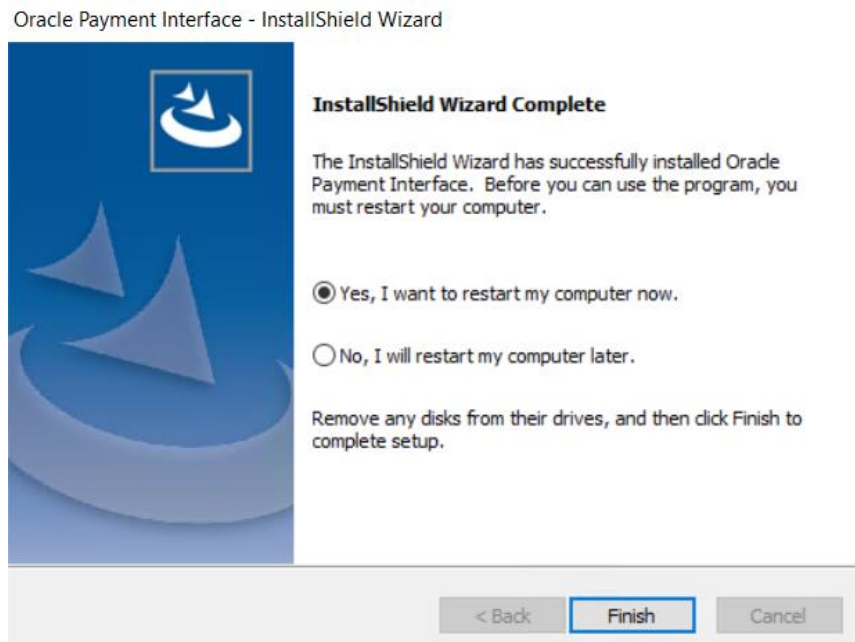 Oracle Payment Interface - InstallShield Wizard
InstallShield Wizard Complete
The InstallShield Wizard has successfully installed Oracle
Payment Interface.  Before you can use the program, you
must restart your computer.
Yes, I want to restart my computer now.
No, I will restart my computer later.
Remove any disks from their drives, and then click Finish to
complete setup.
< Back Finish Cancel